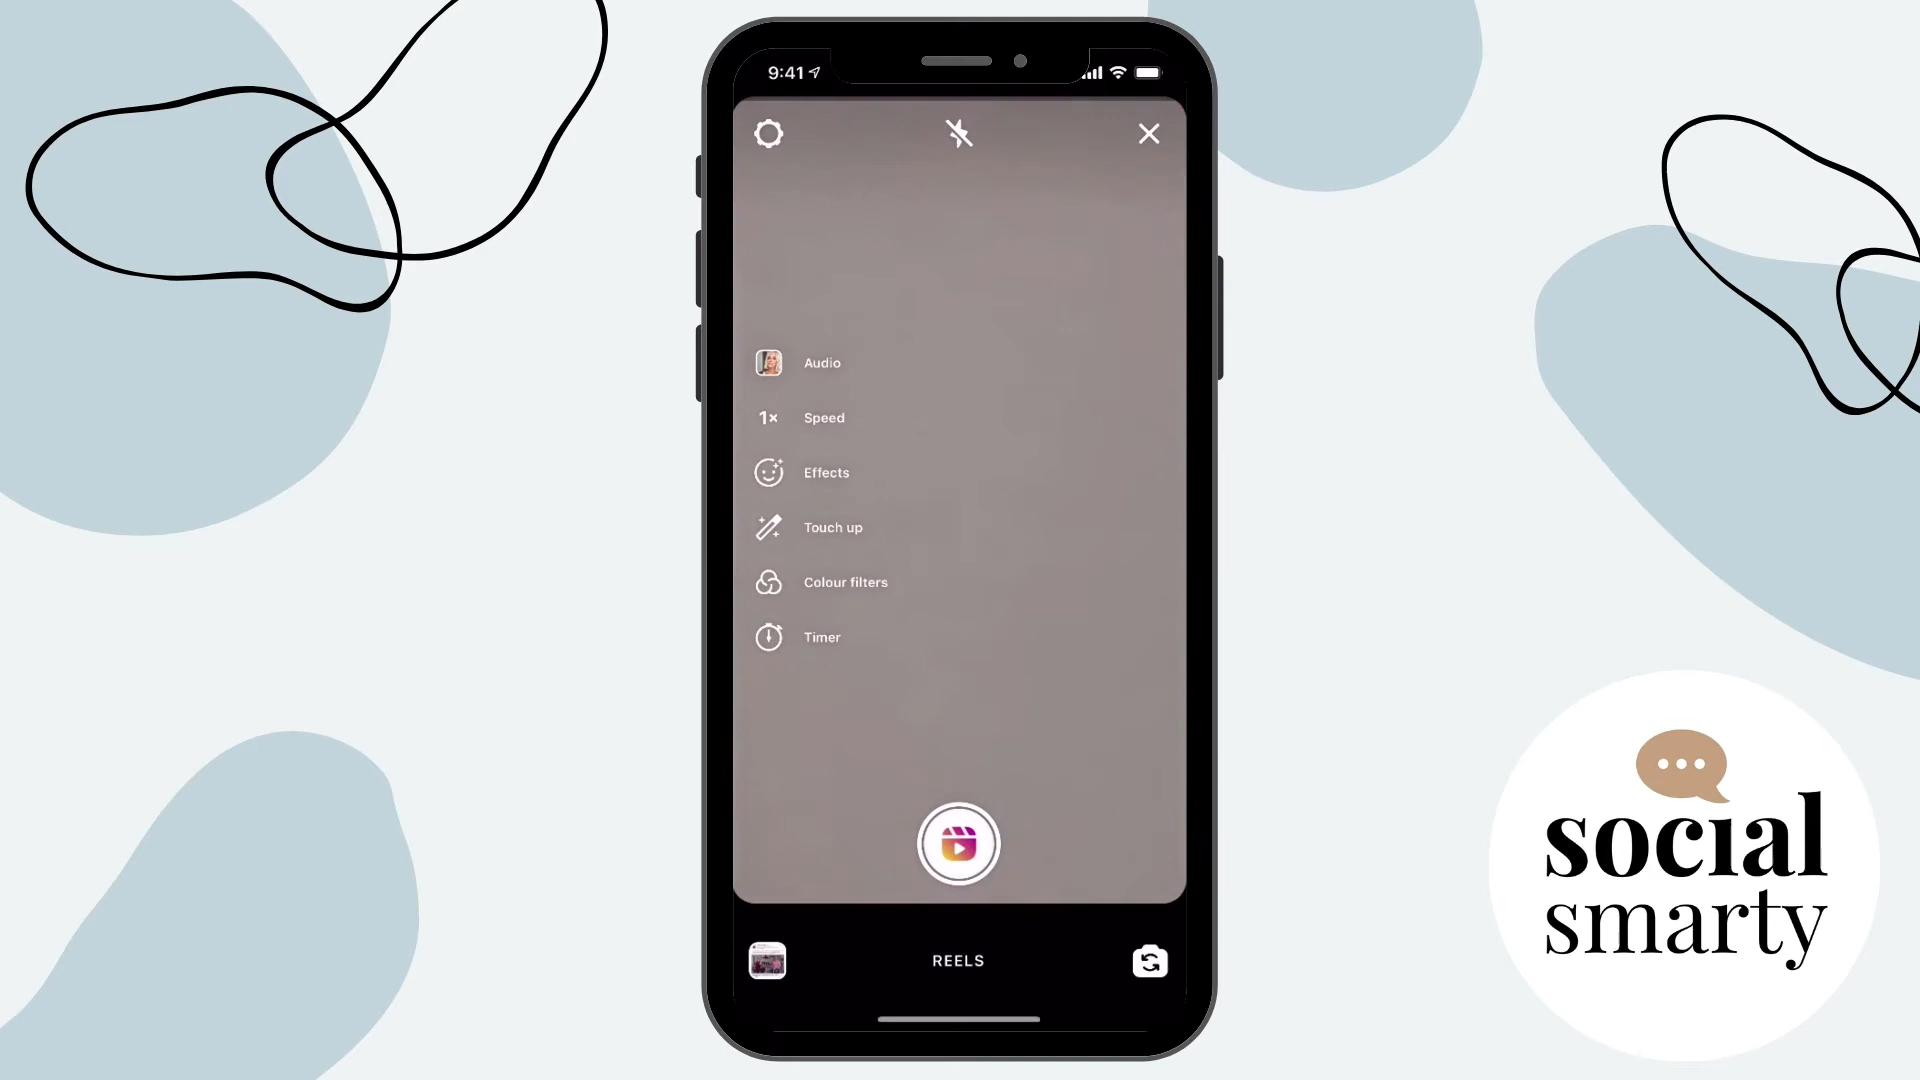 9:41
Audio
1× Speed
Effects
Touch up
Colour filters
Timer
REELS
social
smarty